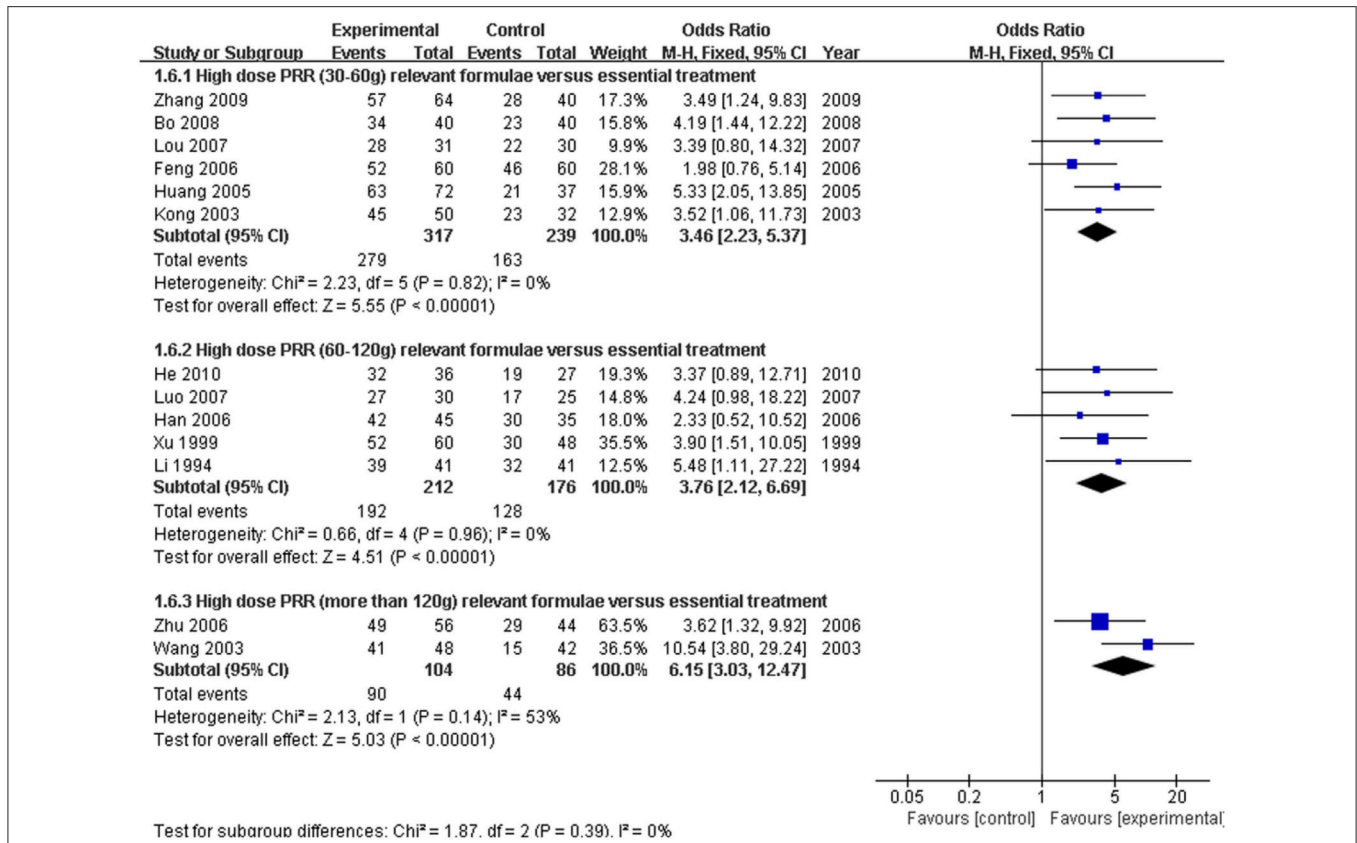 Experimental Control Odds Ratio Odds Ratio
Study or Subgroup Events Total Events Total Weight M-H, Fixed, 95% CI Year M-H, Fixed, 95% CI
1.6.1 High dose PRR (30-60g) relevant formulae versus essential treatment
Zhang 2009 57 64 28 40 17.3% 3.49 [1.24, 9.83] 2009
Bo 2008 34 40 23 40 15.8% 4.19 [1.44, 12.22] 2008
Lou 2007 28 31 22 30 9.9% 3.39 [0.80, 14.32] 2007
Feng 2006 52 60 46 60 28.1% 1.98 [0.76, 5.14] 2006
Huang 2005 63 72 21 37 15.9% 5.33 [2.05, 13.85] 2005
Kong 2003 45 50 23 32 12.9% 3.52 [1.06, 11.73] 2003
Subtotal (95% CI) 317 239 100.0% 3.46 [2.23, 5.37]
Total events 279 163
Heterogeneity: Chi² = 2.23, df = 5 (P = 0.82); I² = 0%
Test for overall effect: Z = 5.55 (P < 0.00001)
1.6.2 High dose PRR (60-120g) relevant formulae versus essential treatment
He 2010 32 36 19 27 19.3% 3.37 [0.89, 12.71] 2010
Luo 2007 27 30 17 25 14.8% 4.24 [0.98, 18.22] 2007
Han 2006 42 45 30 35 18.0% 2.33 [0.52, 10.52] 2006
Xu 1999 52 60 30 48 35.5% 3.90 [1.51, 10.05] 1999
Li 1994 39 41 32 41 12.5% 5.48 [1.11, 27.22] 1994
Subtotal (95% CI) 212 176 100.0% 3.76 [2.12, 6.69]
Total events 192 128
Heterogeneity: Chi² = 0.66, df = 4 (P = 0.96); I² = 0%
Test for overall effect: Z = 4.51 (P < 0.00001)
1.6.3 High dose PRR (more than 120g) relevant formulae versus essential treatment
Zhu 2006 49 56 29 44 63.5% 3.62 [1.32, 9.92] 2006
Wang 2003 41 48 15 42 36.5% 10.54 [3.80, 29.24] 2003
Subtotal (95% CI) 104 86 100.0% 6.15 [3.03, 12.47]
Total events 90 44
Heterogeneity: Chi² = 2.13, df = 1 (P = 0.14); I² = 53%
Test for overall effect: Z = 5.03 (P < 0.00001)
0.05 0.2 1 5 20
Favours [control] Favours [experimental]
Test for subgroup differences: Chi² = 1.87, df = 2 (P = 0.39), I² = 0%